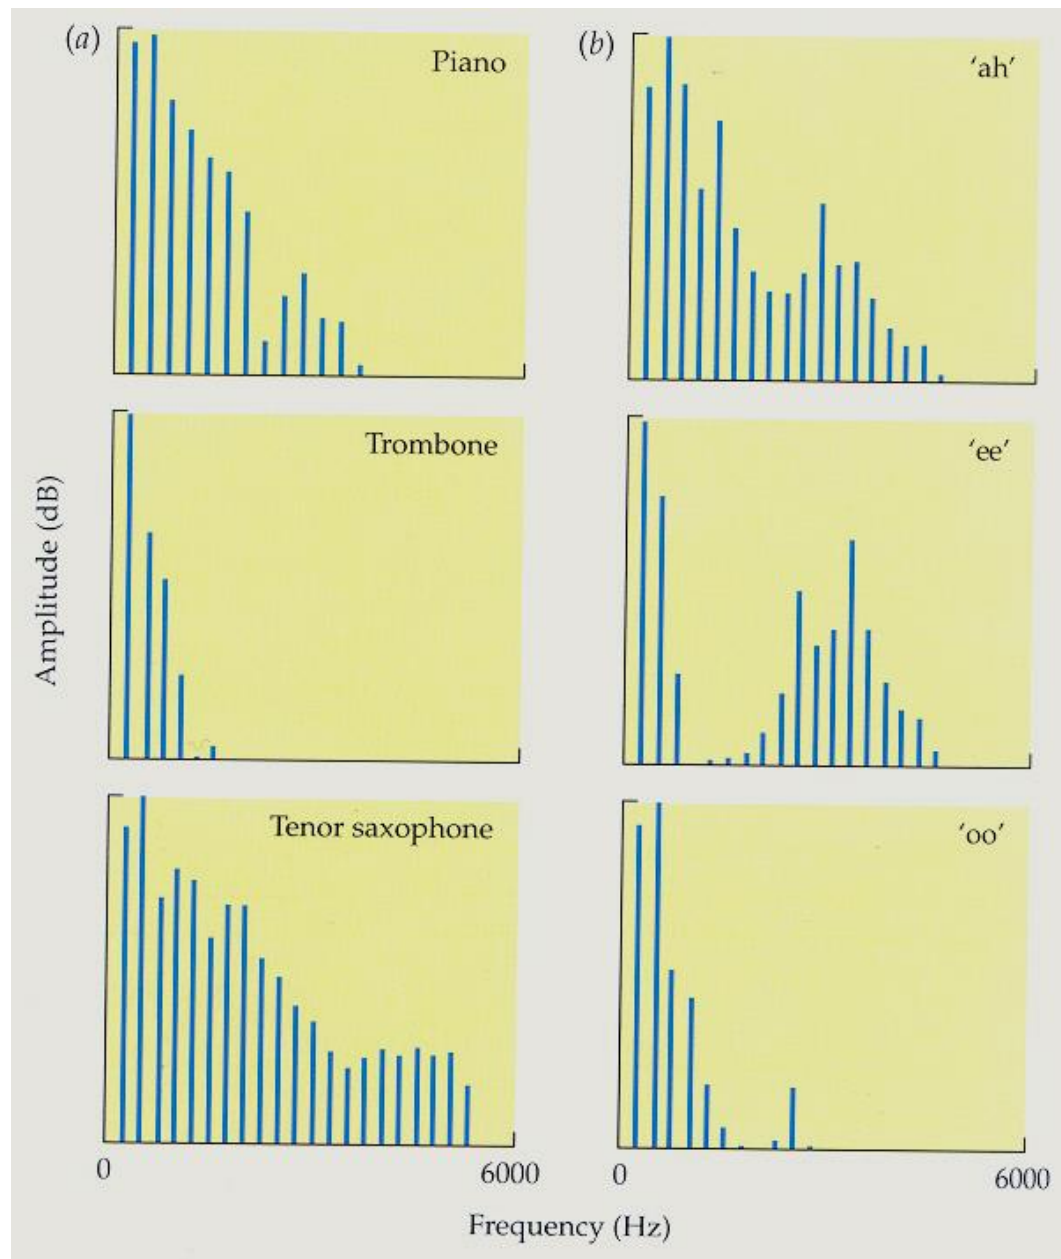 (a)
Piano
(b)
‘ah’
Trombone
‘ee’
Amplitude (dB)
Tenor saxophone
‘oo’
0
6000
0
6000
Frequency (Hz)